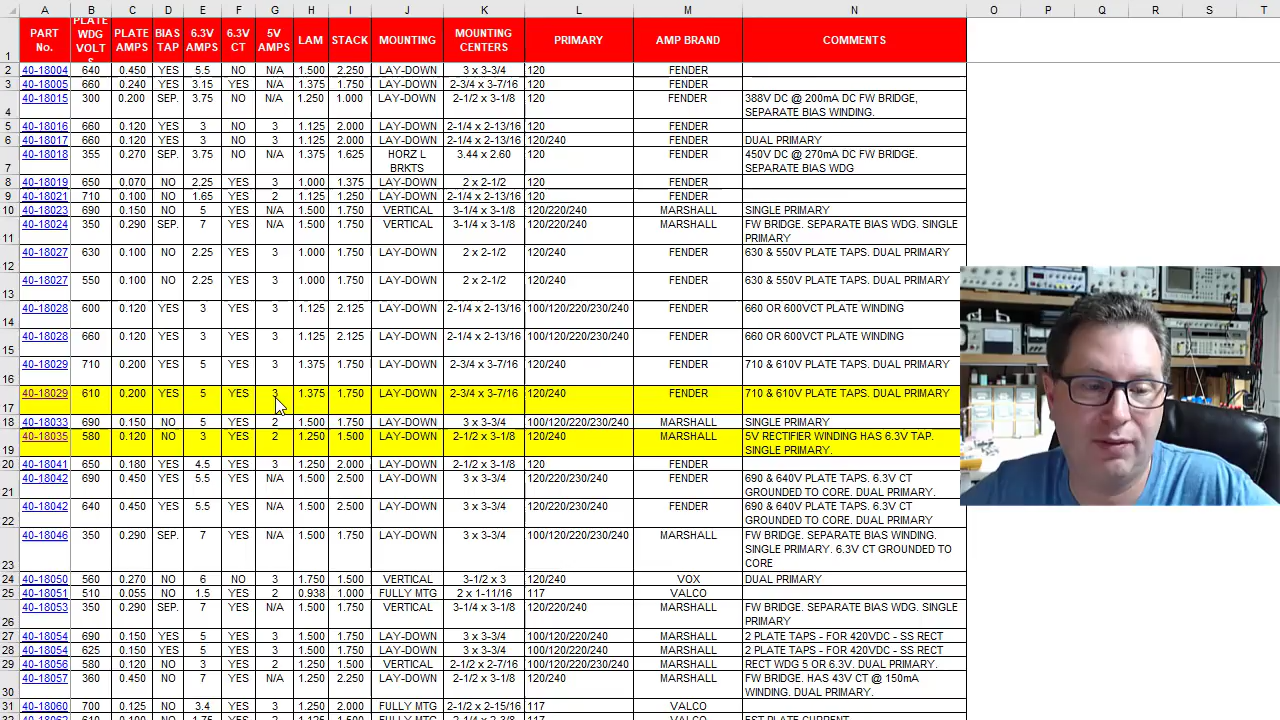 A B C D E F G H I J K L M N O P Q R S T
1 PART No. PLATE WDG VOLTS PLATE AMPS BIAS TAP 6.3V AMPS 6.3V CT 5V AMPS LAM STACK MOUNTING MOUNTING CENTERS PRIMARY AMP BRAND COMMENTS
2 40-18004 640 0.450 YES 5.5 NO N/A 1.500 2.250 LAY-DOWN 3 x 3-3/4 120 FENDER
3 40-18005 660 0.240 YES 3.15 YES N/A 1.375 1.750 LAY-DOWN 2-3/4 x 3-7/16 120 FENDER
4 40-18015 300 0.200 SEP. 3.75 NO N/A 1.250 1.000 LAY-DOWN 2-1/2 x 3-1/8 120 FENDER 388V DC @ 200mA DC FW BRIDGE,
SEPARATE BIAS WINDING.
5 40-18016 660 0.120 YES 3 NO 3 1.125 2.000 LAY-DOWN 2-1/4 x 2-13/16 120 FENDER
6 40-18017 660 0.120 YES 3 NO 3 1.125 2.000 LAY-DOWN 2-1/4 x 2-13/16 120/240 FENDER DUAL PRIMARY
7 40-18018 355 0.270 SEP. 3.75 NO N/A 1.375 1.625 HORZ L BRKTS 3.44 x 2.60 120 FENDER 450V DC @ 270mA DC FW BRIDGE.
SEPARATE BIAS WDG
8 40-18019 650 0.070 NO 2.25 YES 3 1.000 1.375 LAY-DOWN 2 x 2-1/2 120 FENDER
9 40-18021 710 0.100 NO 1.65 YES 2 1.125 1.250 LAY-DOWN 2-1/4 x 2-13/16 120 FENDER
10 40-18023 690 0.150 NO 5 YES N/A 1.500 1.750 VERTICAL 3-1/4 x 3-1/8 120/220/240 MARSHALL SINGLE PRIMARY
11 40-18024 350 0.290 SEP. 7 YES N/A 1.500 1.750 VERTICAL 3-1/4 x 3-1/8 120/220/240 MARSHALL FW BRIDGE. SEPARATE BIAS WDG. SINGLE
PRIMARY
12 40-18027 630 0.100 NO 2.25 YES 3 1.000 1.750 LAY-DOWN 2 x 2-1/2 120/240 FENDER 630 & 550V PLATE TAPS. DUAL PRIMARY
13 40-18027 550 0.100 NO 2.25 YES 3 1.000 1.750 LAY-DOWN 2 x 2-1/2 120/240 FENDER 630 & 550V PLATE TAPS. DUAL PRIMARY
14 40-18028 600 0.120 YES 3 YES 3 1.125 2.125 LAY-DOWN 2-1/4 x 2-13/16 100/120/220/230/240 FENDER 660 OR 600VCT PLATE WINDING
15 40-18028 660 0.120 YES 3 YES 3 1.125 2.125 LAY-DOWN 2-1/4 x 2-13/16 100/120/220/230/240 FENDER 660 OR 600VCT PLATE WINDING
16 40-18029 710 0.200 YES 5 YES 3 1.375 1.750 LAY-DOWN 2-3/4 x 3-7/16 120/240 FENDER 710 & 610V PLATE TAPS. DUAL PRIMARY
17 40-18029 610 0.200 YES 5 YES 3 1.375 1.750 LAY-DOWN 2-3/4 x 3-7/16 120/240 FENDER 710 & 610V PLATE TAPS. DUAL PRIMARY
18 40-18033 690 0.150 NO 5 YES 2 1.500 1.750 LAY-DOWN 3 x 3-3/4 120/220/240 MARSHALL SINGLE PRIMARY
19 40-18035 580 0.120 NO 3 YES 2 1.250 1.500 LAY-DOWN 2-1/2 x 3-1/8 120/240 MARSHALL 5V RECTIFIER WINDING HAS 6.3V TAP.
SINGLE PRIMARY.
20 40-18041 650 0.180 YES 4.5 YES 3 1.250 2.000 LAY-DOWN 2-1/2 x 3-1/8 120 FENDER
21 40-18042 690 0.450 YES 5.5 YES N/A 1.500 2.500 LAY-DOWN 3 x 3-3/4 120/220/230/240 FENDER 690 & 640V PLATE TAPS. 6.3V CT
GROUNDED TO CORE. DUAL PRIMARY.
22 40-18042 640 0.450 YES 5.5 YES N/A 1.500 2.500 LAY-DOWN 3 x 3-3/4 120/220/230/240 FENDER 690 & 640V PLATE TAPS. 6.3V CT
GROUNDED TO CORE. DUAL PRIMARY
23 40-18046 350 0.290 SEP. 7 YES N/A 1.500 1.750 LAY-DOWN 3 x 3-3/4 100/120/220/230/240 MARSHALL FW BRIDGE. SEPARATE BIAS WINDING.
SINGLE PRIMARY. 6.3V CT GROUNDED TO
CORE
24 40-18050 560 0.270 NO 6 NO 3 1.750 1.500 VERTICAL 3-1/2 x 3 120/240 VOX DUAL PRIMARY
25 40-18051 510 0.055 NO 1.5 YES 2 0.938 1.000 FULLY MTG 2 x 1-11/16 117 VALCO
26 40-18053 350 0.290 SEP. 7 YES N/A 1.500 1.750 VERTICAL 3-1/4 x 3-1/8 120/220/240 MARSHALL FW BRIDGE. SEPARATE BIAS WDG. SINGLE
PRIMARY
27 40-18054 690 0.150 YES 5 YES 3 1.500 1.750 LAY-DOWN 3 x 3-3/4 100/120/220/240 MARSHALL 2 PLATE TAPS - FOR 420VDC - SS RECT
28 40-18054 625 0.150 YES 5 YES 3 1.500 1.750 LAY-DOWN 3 x 3-3/4 100/120/220/240 MARSHALL 2 PLATE TAPS - FOR 420VDC - SS RECT
29 40-18056 580 0.120 NO 3 YES 2 1.250 1.500 VERTICAL 2-1/2 x 2-7/16 100/120/220/230/240 MARSHALL RECT WDG 5 OR 6.3V. DUAL PRIMARY.
30 40-18057 360 0.450 NO 7 YES N/A 1.250 2.250 LAY-DOWN 3 x 3-3/4 100/120/220/230/240 MARSHALL FW BRIDGE. HAS 43V CT @ 150mA
WINDING. DUAL PRIMARY.
31 40-18060 700 0.125 NO 3.4 YES 3 1.250 2.000 FULLY MTG 2-1/2 x 2-15/16 117 VALCO